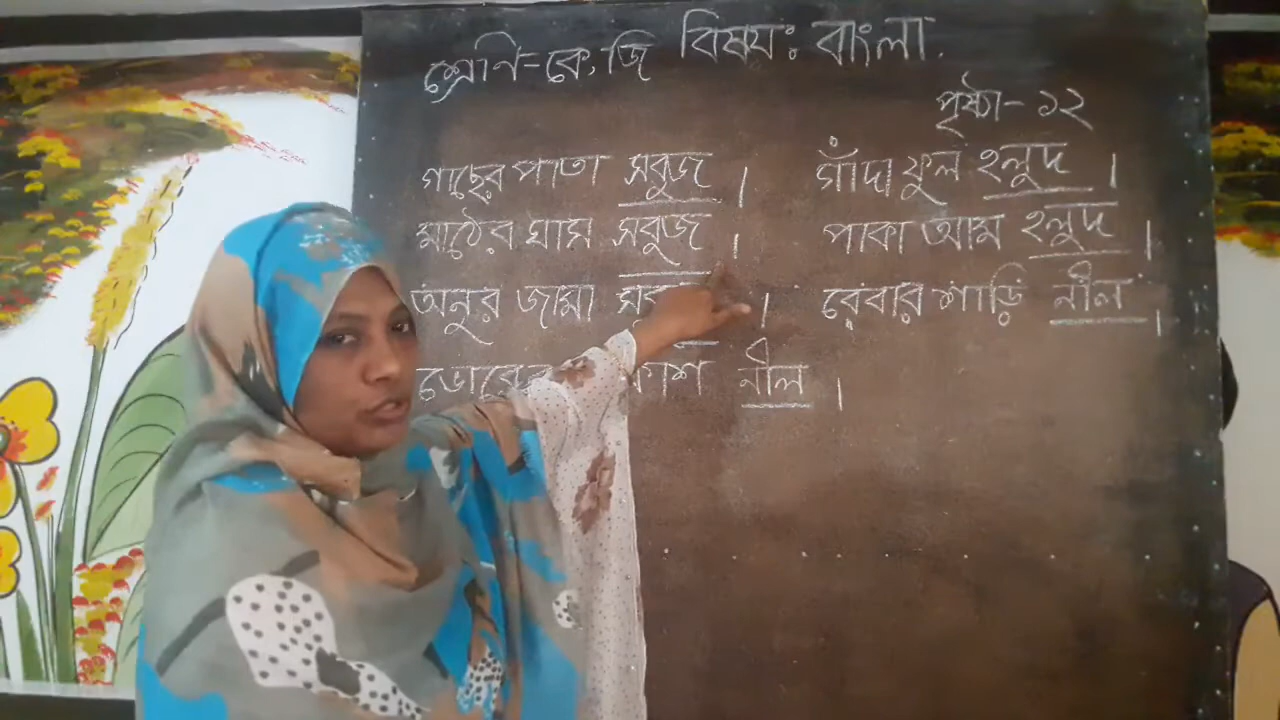 শ্রেণি-কে, জি বিষয়ঃ বাংলা.
পৃষ্ঠা-১২
গাছের পাতা সবুজ।
মাঠের ঘাস সবুজ।
অনুর জামা
নীল।
গাঁদা ফুল হলুদ।
পাকা আম হলুদ।
রেবার শাড়ি নীল।